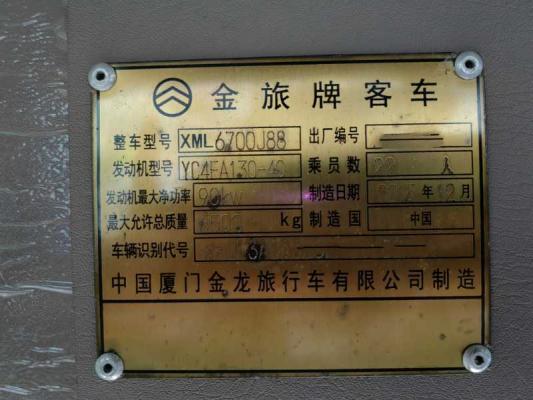 金旅牌客车
整车型号 XML6700J88 出厂编号
发动机型号 YC4FA130-40 乘员数 人
发动机最大净功率 90kW 制造日期 年12月
最大允许总质量 kg 制造国 中国
车辆识别代号
中国厦门金龙旅行车有限公司制造